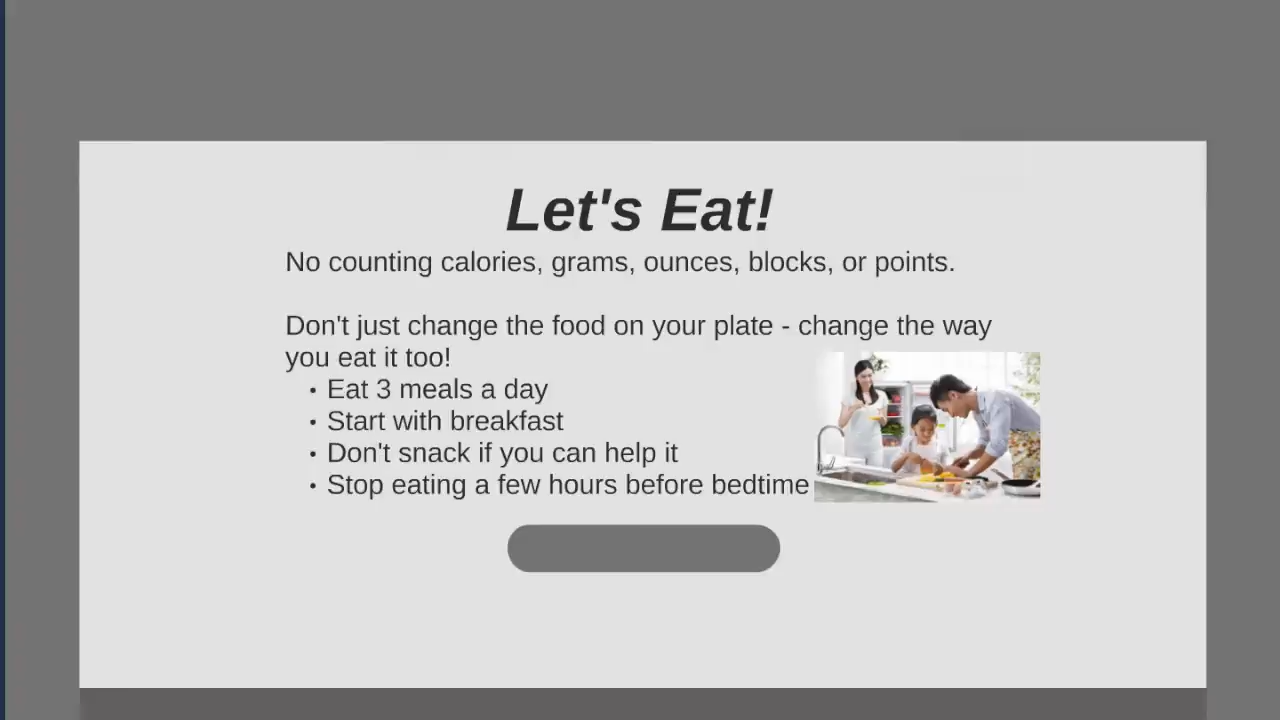 Let's Eat!
No counting calories, grams, ounces, blocks, or points.
Don't just change the food on your plate - change the way
you eat it too!
• Eat 3 meals a day
• Start with breakfast
• Don't snack if you can help it
• Stop eating a few hours before bedtime